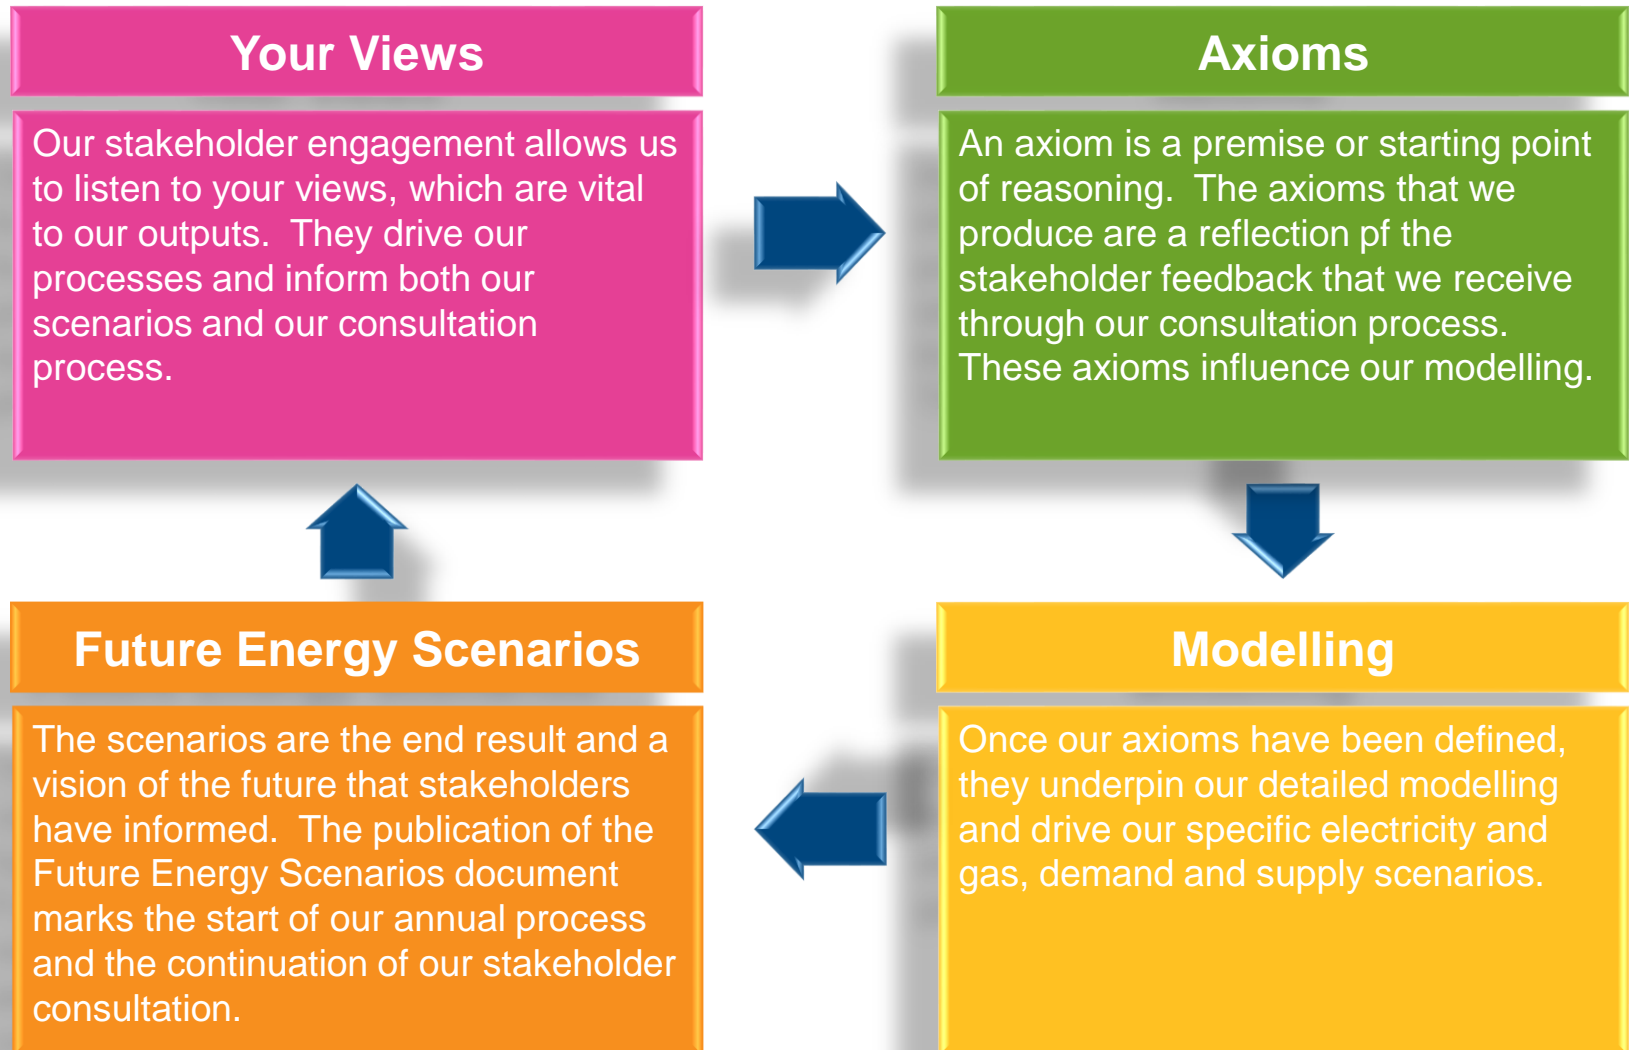 Your Views
Our stakeholder engagement allows us
to listen to your views, which are vital
to our outputs.  They drive our
processes and inform both our
scenarios and our consultation
process.
Axioms
An axiom is a premise or starting point
of reasoning.  The axioms that we
produce are a reflection pf the
stakeholder feedback that we receive
through our consultation process.
These axioms influence our modelling.
Future Energy Scenarios
The scenarios are the end result and a
vision of the future that stakeholders
have informed.  The publication of the
Future Energy Scenarios document
marks the start of our annual process
and the continuation of our stakeholder
consultation.
Modelling
Once our axioms have been defined,
they underpin our detailed modelling
and drive our specific electricity and
gas, demand and supply scenarios.